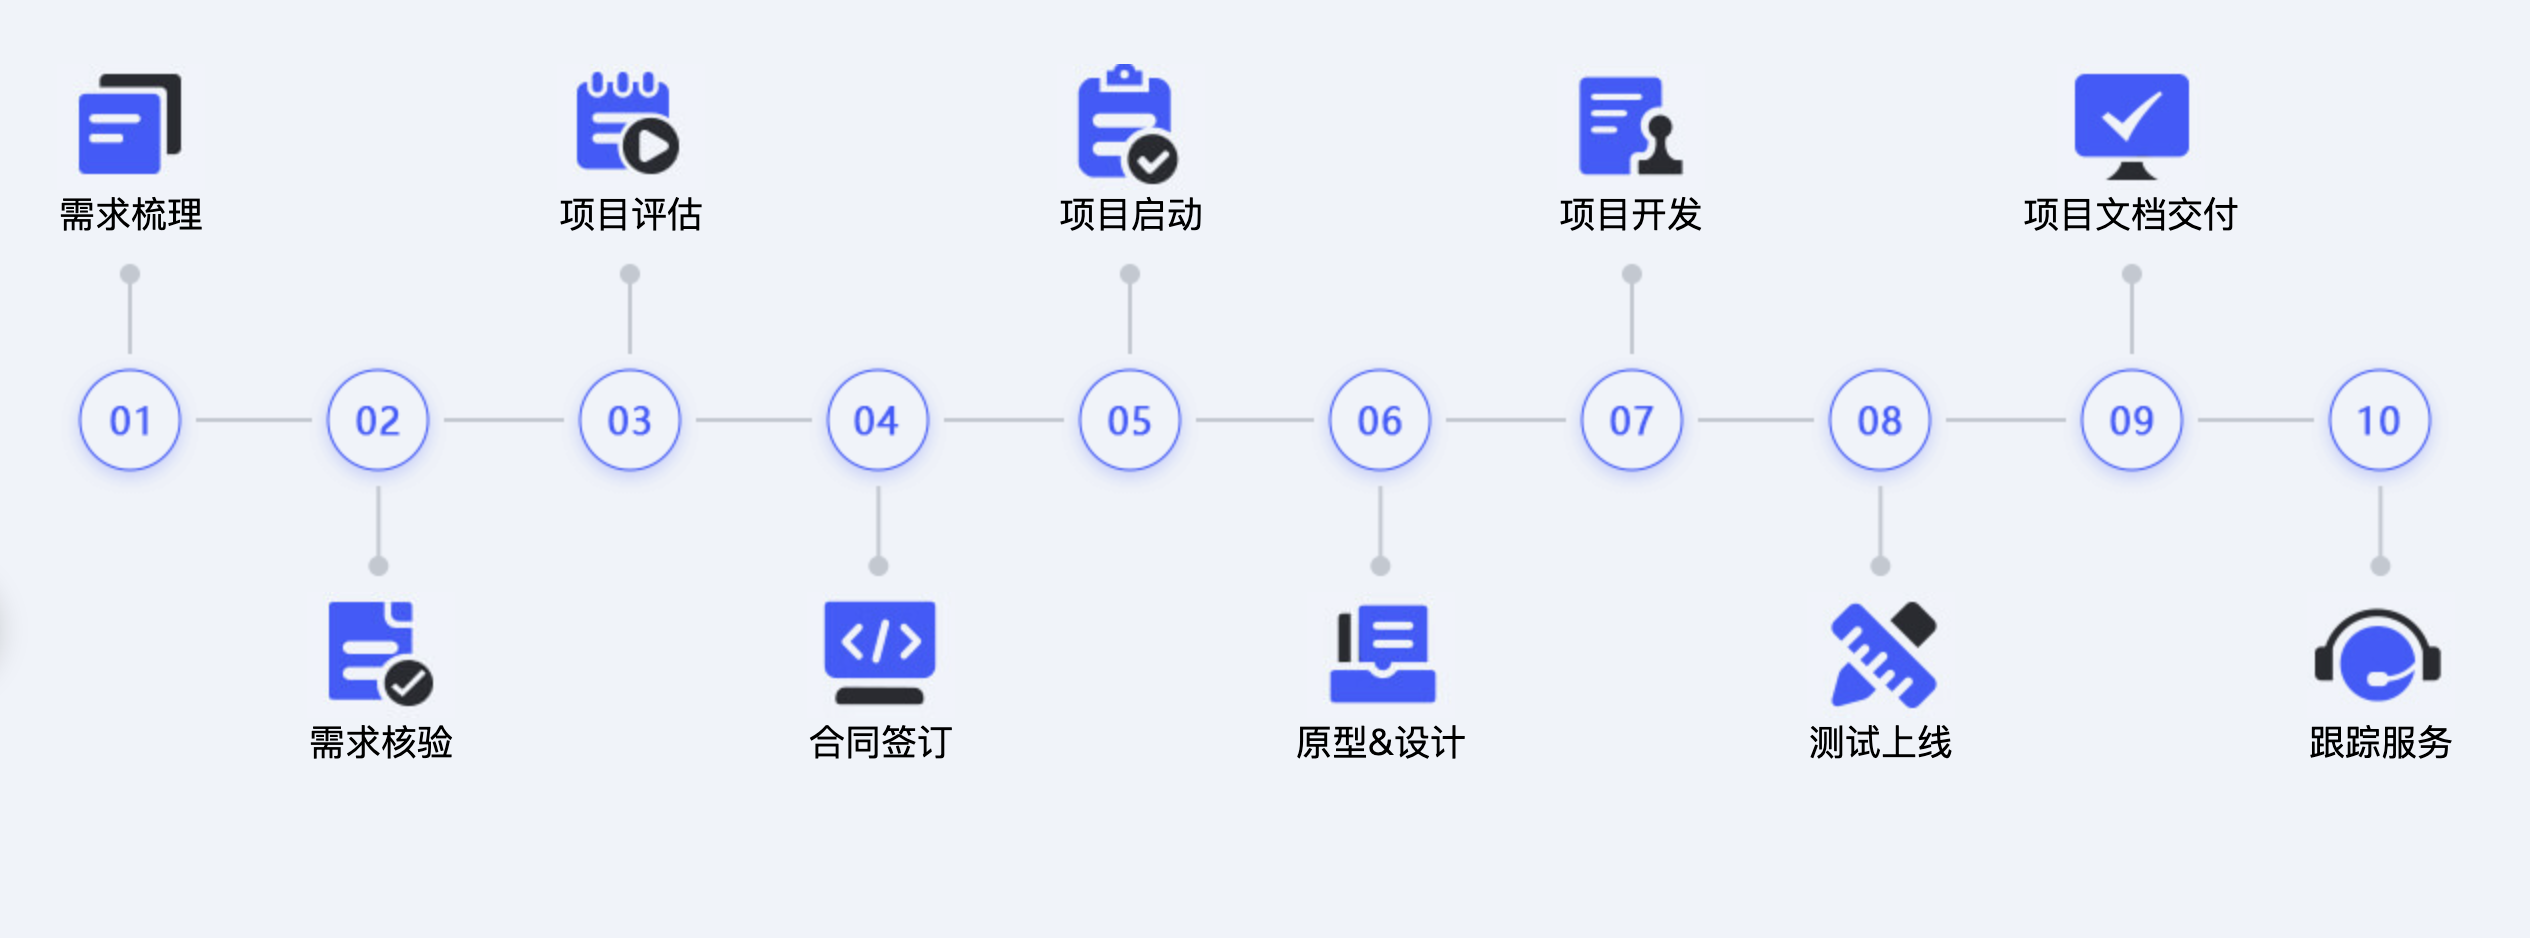 需求梳理
项目评估
项目启动
项目开发
项目文档交付
01
02
03
04
05
06
07
08
09
10
需求核验
合同签订
原型&设计
测试上线
跟踪服务